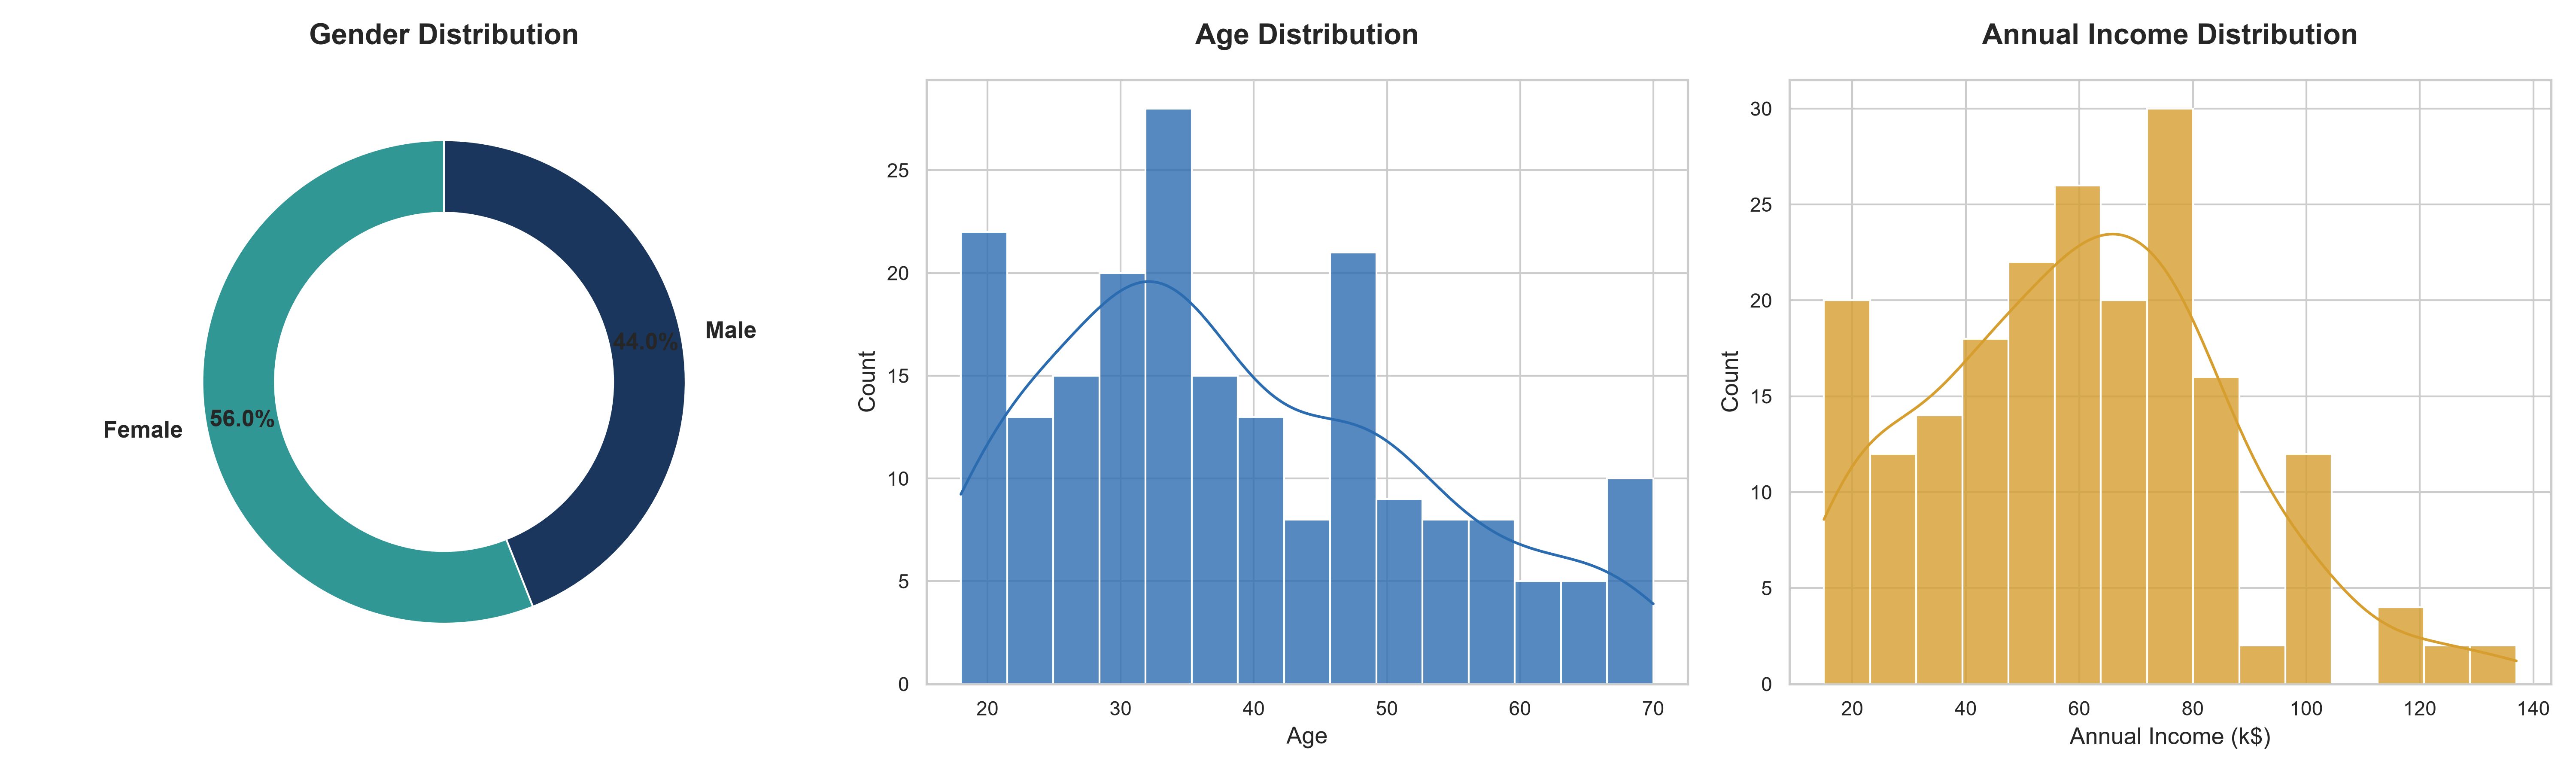 Gender Distribution
Female
56.0%
44.0%
Male
Age Distribution
Count
25
20
15
10
5
0
20 30 40 50 60 70
Age
Annual Income Distribution
Count
30
25
20
15
10
5
0
20 40 60 80 100 120 140
Annual Income (k$)